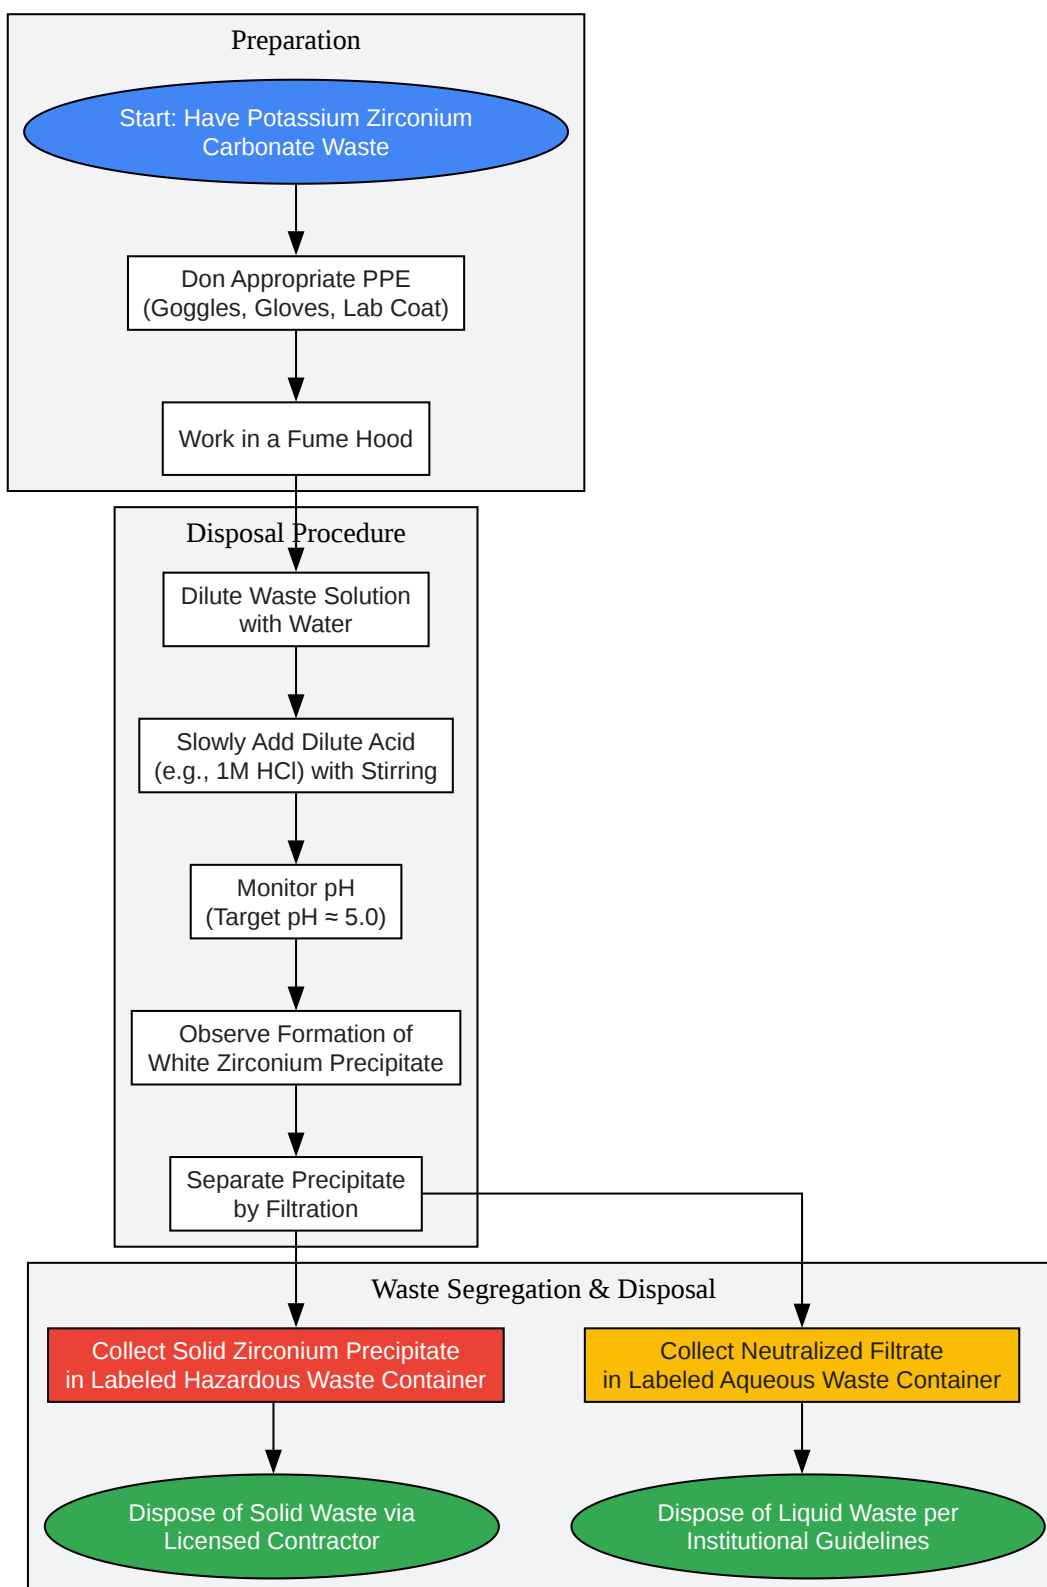 Preparation
Start: Have Potassium Zirconium
Carbonate Waste
Don Appropriate PPE
(Goggles, Gloves, Lab Coat)
Work in a Fume Hood
Disposal Procedure
Dilute Waste Solution
with Water
Slowly Add Dilute Acid
(e.g., 1M HCl) with Stirring
Monitor pH
(Target pH ≈ 5.0)
Observe Formation of
White Zirconium Precipitate
Separate Precipitate
by Filtration
Waste Segregation & Disposal
Collect Solid Zirconium Precipitate
in Labeled Hazardous Waste Container
Collect Neutralized Filtrate
in Labeled Aqueous Waste Container
Dispose of Solid Waste via
Licensed Contractor
Dispose of Liquid Waste per
Institutional Guidelines